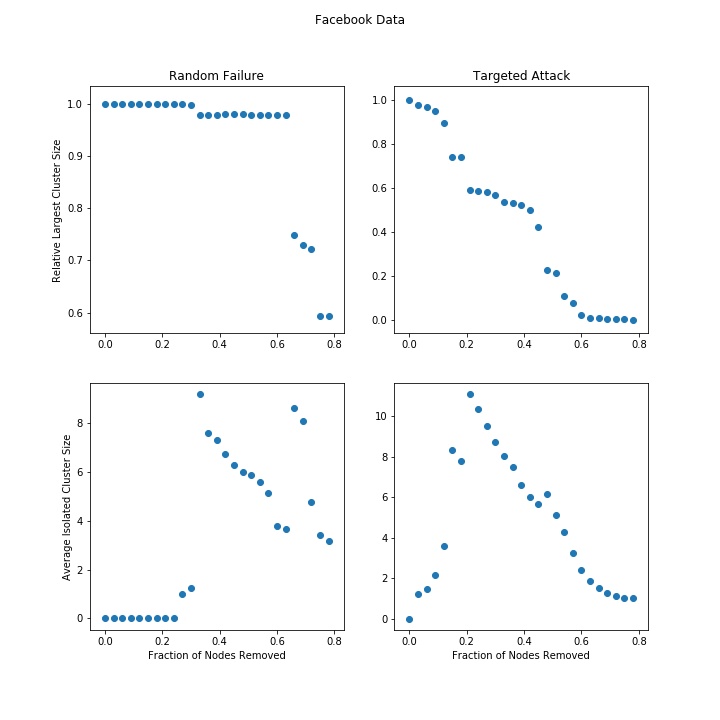 Facebook Data
Random Failure
Targeted Attack
Relative Largest Cluster Size
1.0
0.9
0.8
0.7
0.6
0.0 0.2 0.4 0.6 0.8
1.0
0.8
0.6
0.4
0.2
0.0
0.0 0.2 0.4 0.6 0.8
Average Isolated Cluster Size
8
6
4
2
0
0.0 0.2 0.4 0.6 0.8
Fraction of Nodes Removed
10
8
6
4
2
0
0.0 0.2 0.4 0.6 0.8
Fraction of Nodes Removed